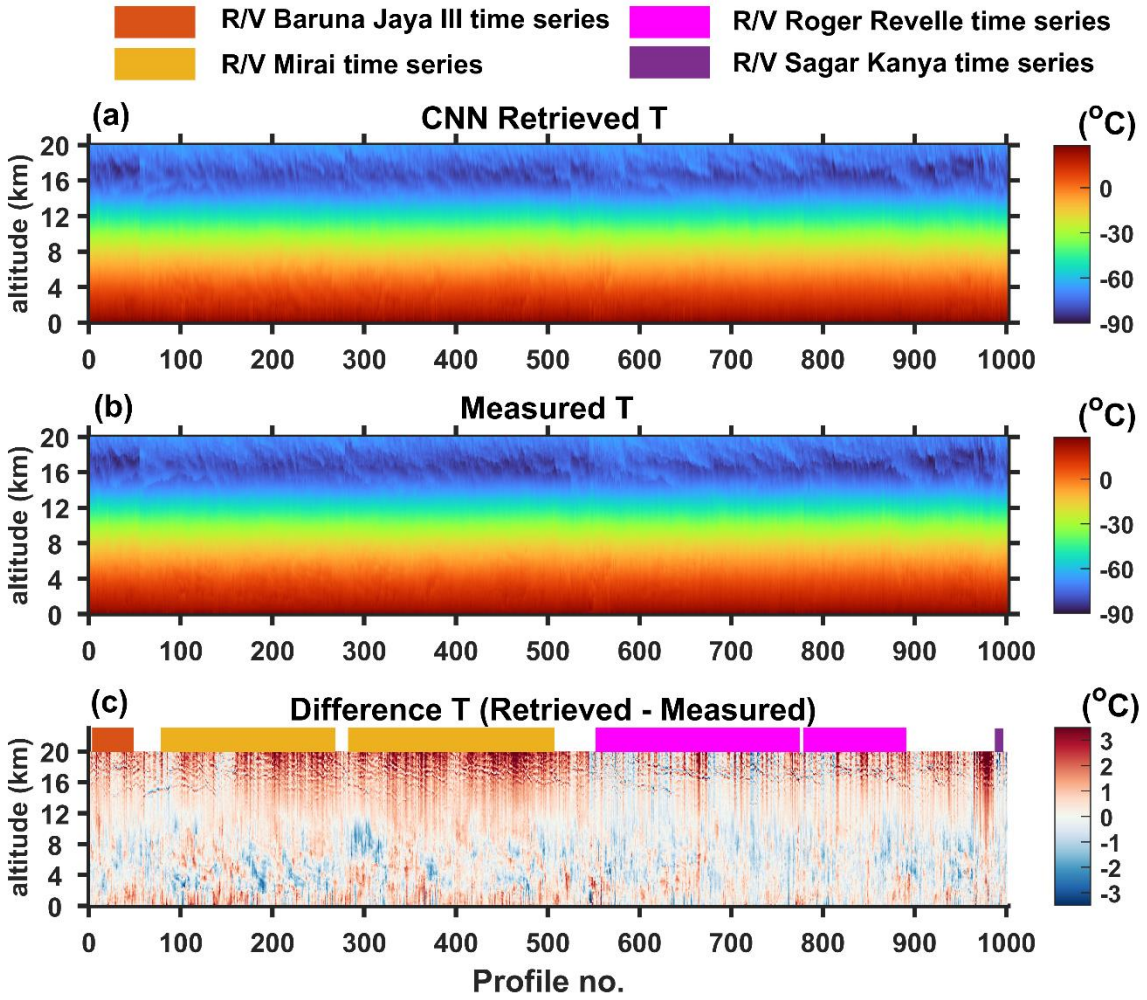 R/V Baruna Jaya III time series
R/V Roger Revelle time series
R/V Mirai time series
R/V Sagar Kanya time series
(a)
CNN Retrieved T
(°C)
altitude (km)
20
16
12
8
4
0
0 100 200 300 400 500 600 700 800 900 1000
0
-30
-60
-90
(b)
Measured T
(°C)
altitude (km)
20
16
12
8
4
0
0 100 200 300 400 500 600 700 800 900 1000
0
-30
-60
-90
(c)
Difference T (Retrieved - Measured)
(°C)
altitude (km)
20
16
12
8
4
0
0 100 200 300 400 500 600 700 800 900 1000
3
2
1
0
-1
-2
-3
Profile no.